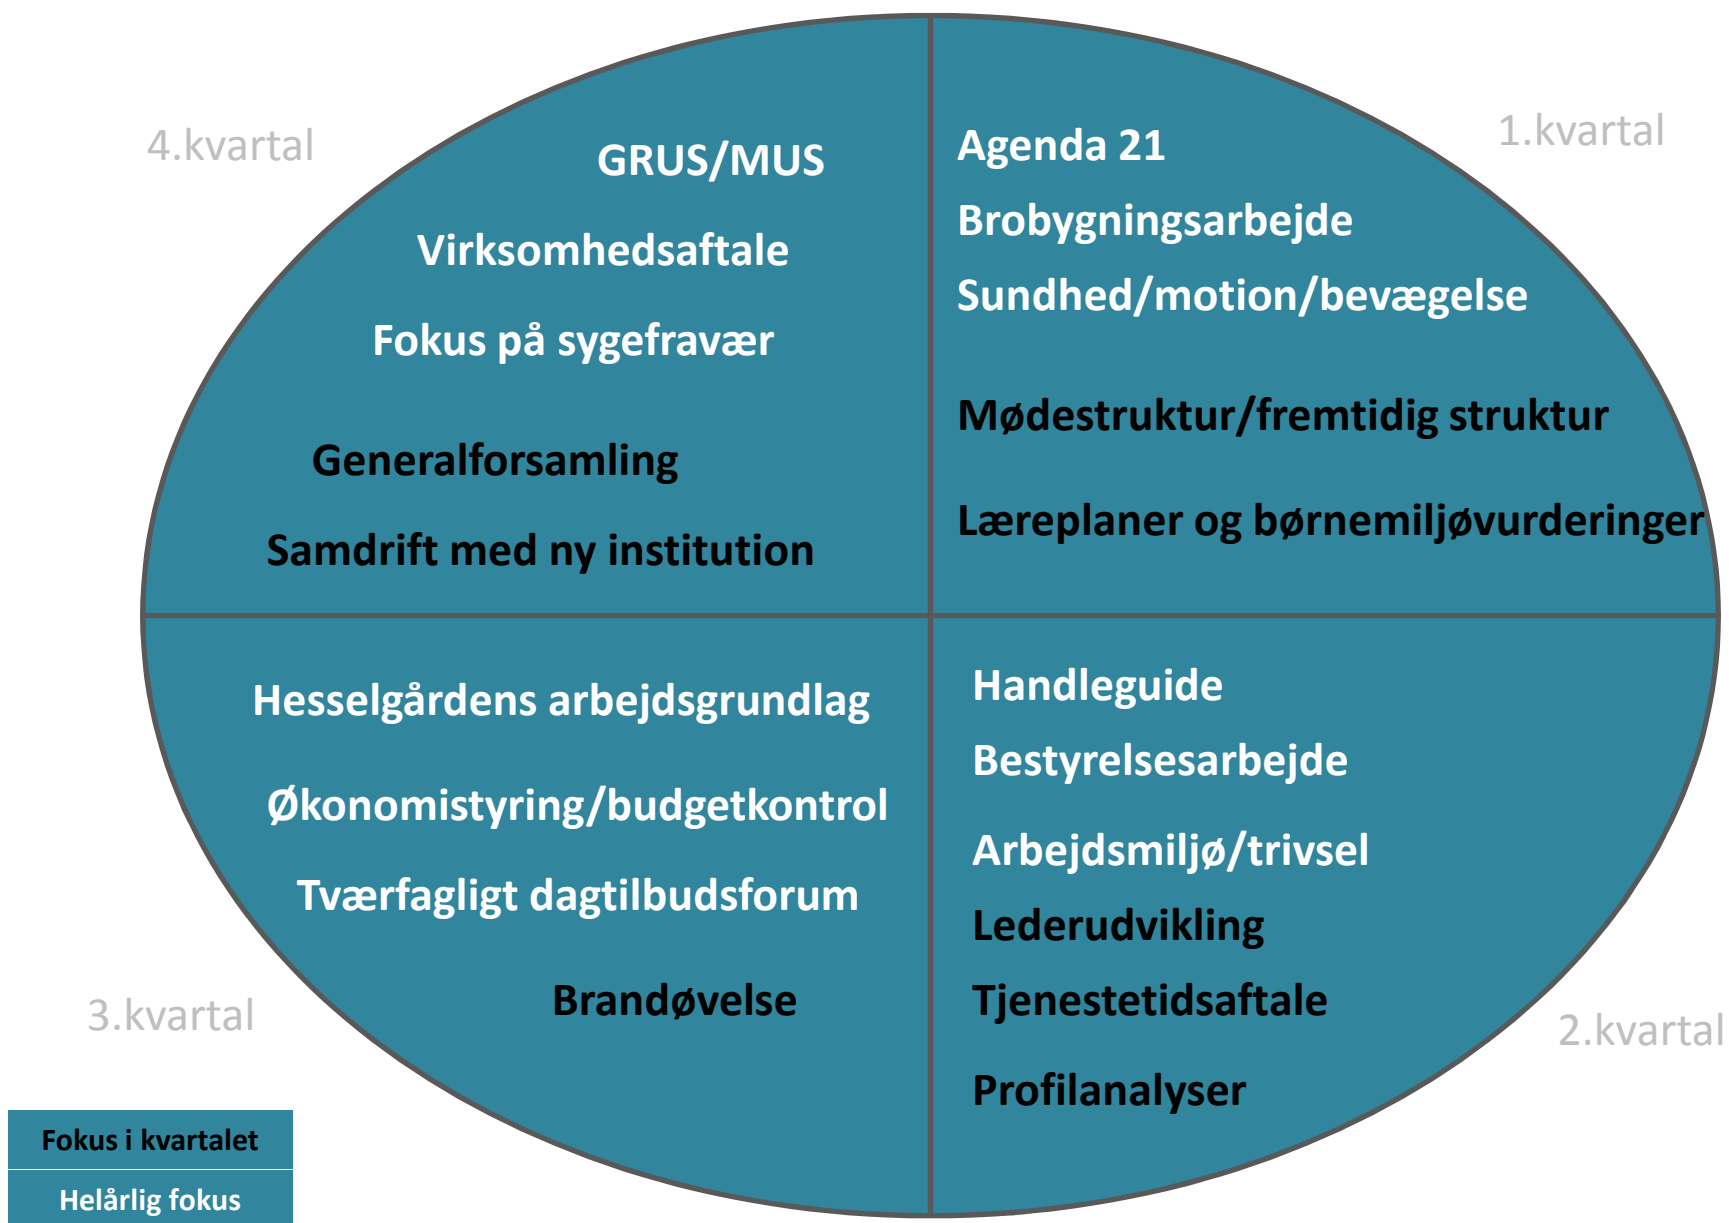 4.kvartal
GRUS/MUS
Virksomhedsaftale
Fokus på sygefravær
Generalforsamling
Samdrift med ny institution
1.kvartal
Agenda 21
Brobygningsarbejde
Sundhed/motion/bevægelse
Mødestruktur/fremtidig struktur
Læreplaner og børnemiljøvurderinger
Hesselgårdens arbejdsgrundlag
Økonomistyring/budgetkontrol
Tværfagligt dagtilbudsforum
Brandøvelse
3.kvartal
Handleguide
Bestyrelsesarbejde
Arbejdsmiljø/trivsel
Lederudvikling
Tjenestetidsaftale
Profilanalyser
2.kvartal
Fokus i kvartalet
Helårlig fokus